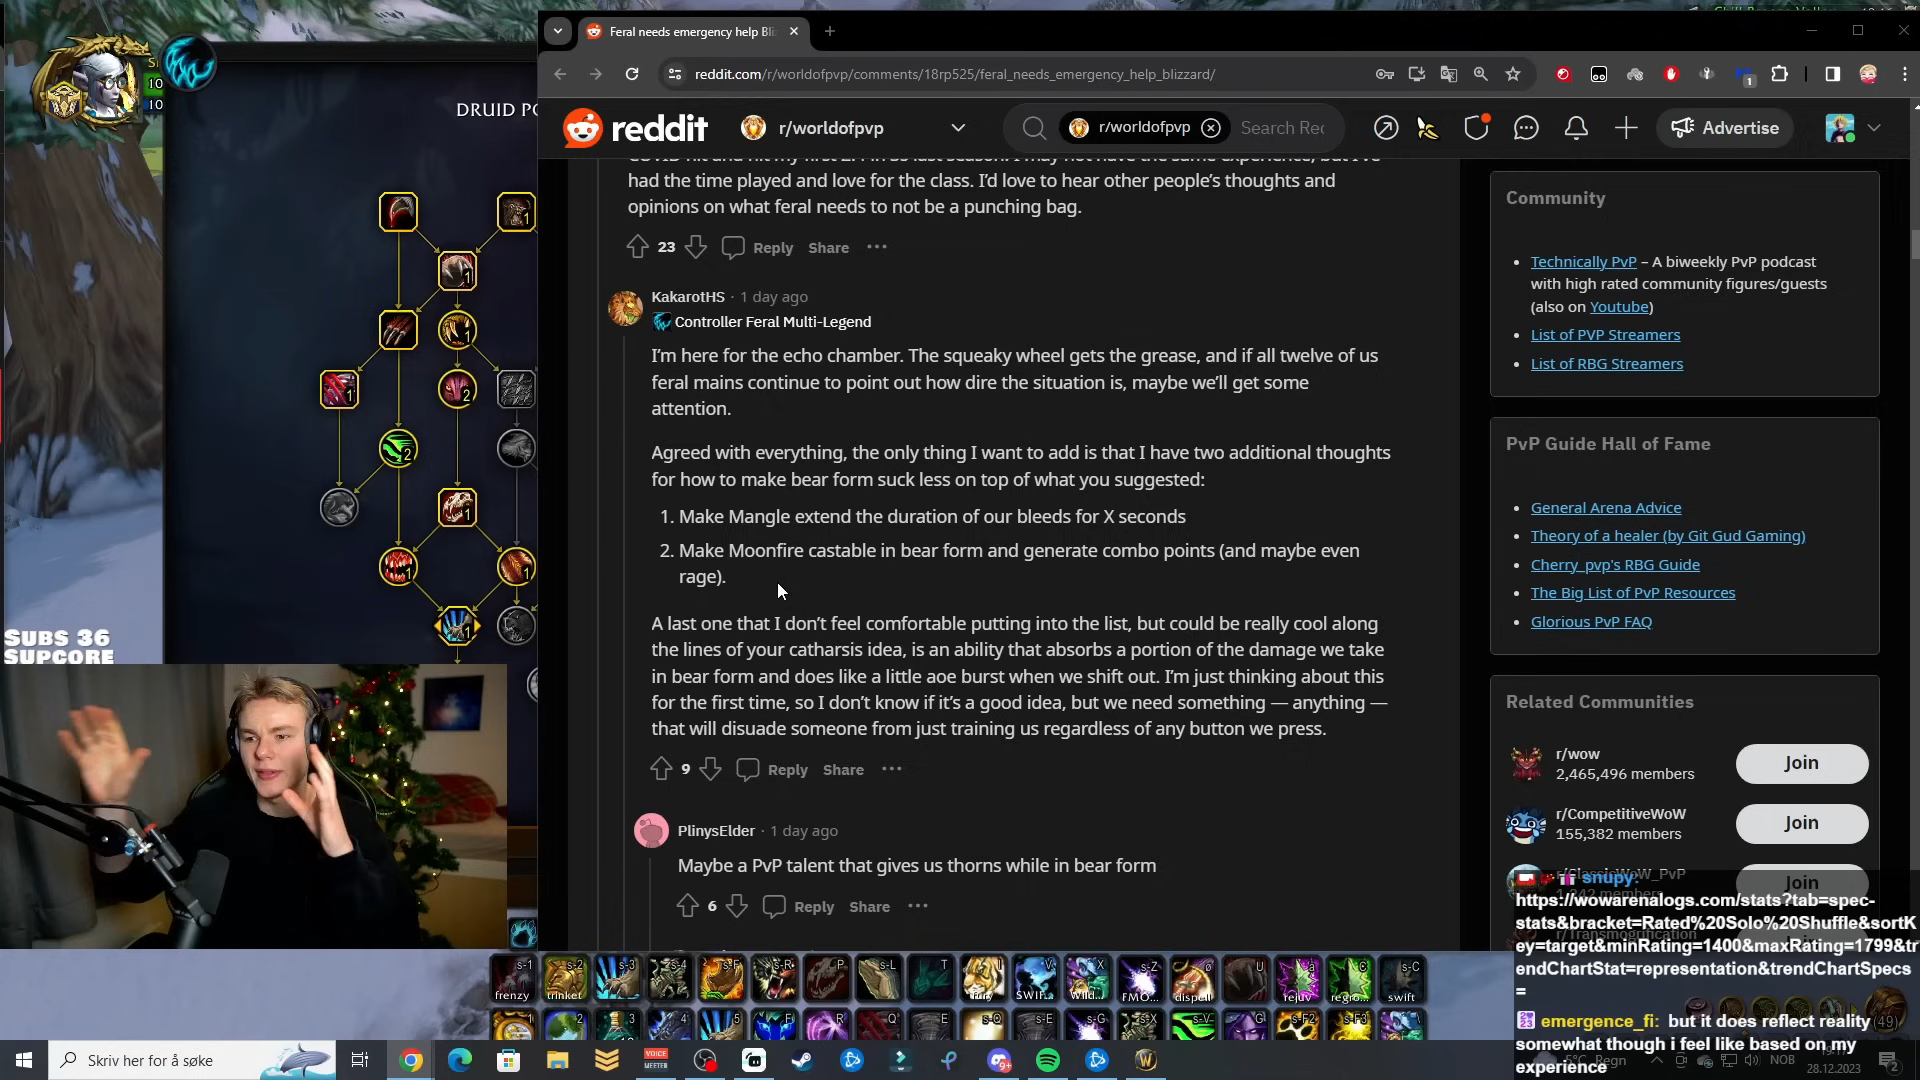 Feral needs emergency help Bli
reddit.com/r/worldofpvp/comments/18rp525/feral_needs_emergency_help_blizzard/
reddit
r/worldofpvp
r/worldofpvp
Search Rec
Advertise
DRUID PO
had the time played and love for the class. I'd love to hear other people's thoughts and
opinions on what feral needs to not be a punching bag.
23 Reply Share
KakarotHS · 1 day ago
Controller Feral Multi-Legend
I'm here for the echo chamber. The squeaky wheel gets the grease, and if all twelve of us
feral mains continue to point out how dire the situation is, maybe we'll get some
attention.
Agreed with everything, the only thing I want to add is that I have two additional thoughts
for how to make bear form suck less on top of what you suggested:
1. Make Mangle extend the duration of our bleeds for X seconds
2. Make Moonfire castable in bear form and generate combo points (and maybe even
rage).
A last one that I don't feel comfortable putting into the list, but could be really cool along
the lines of your catharsis idea, is an ability that absorbs a portion of the damage we take
in bear form and does like a little aoe burst when we shift out. I'm just thinking about this
for the first time, so I don't know if it's a good idea, but we need something — anything —
that will disuade someone from just training us regardless of any button we press.
9 Reply Share
PlinysElder · 1 day ago
Maybe a PvP talent that gives us thorns while in bear form
6 Reply Share
Community
Technically PvP – A biweekly PvP podcast
with high rated community figures/guests
(also on Youtube)
List of PVP Streamers
List of RBG Streamers
PvP Guide Hall of Fame
General Arena Advice
Theory of a healer (by Git Gud Gaming)
Cherry_pvp's RBG Guide
The Big List of PvP Resources
Glorious PvP FAQ
Related Communities
r/wow
2,465,496 members
Join
r/CompetitiveWoW
155,382 members
Join
r/ClassicWoW_PvP
Join
snupy:
https://wowarenalogs.com/stats?tab=spec-
stats&bracket=Rated%20Solo%20Shuffle&sortK
ey=target&minRating=1400&maxRating=1799&tr
endChartStat=representation&trendChartSpecs
=
emergence_fi: but it does reflect reality
somewhat though i feel like based on my
experience
SUBS 36
SUPCORE
frenzy
trinket
dispell
rejuv
swift
Skriv her for å søke
5°C Regn
NOB
28.12.2023